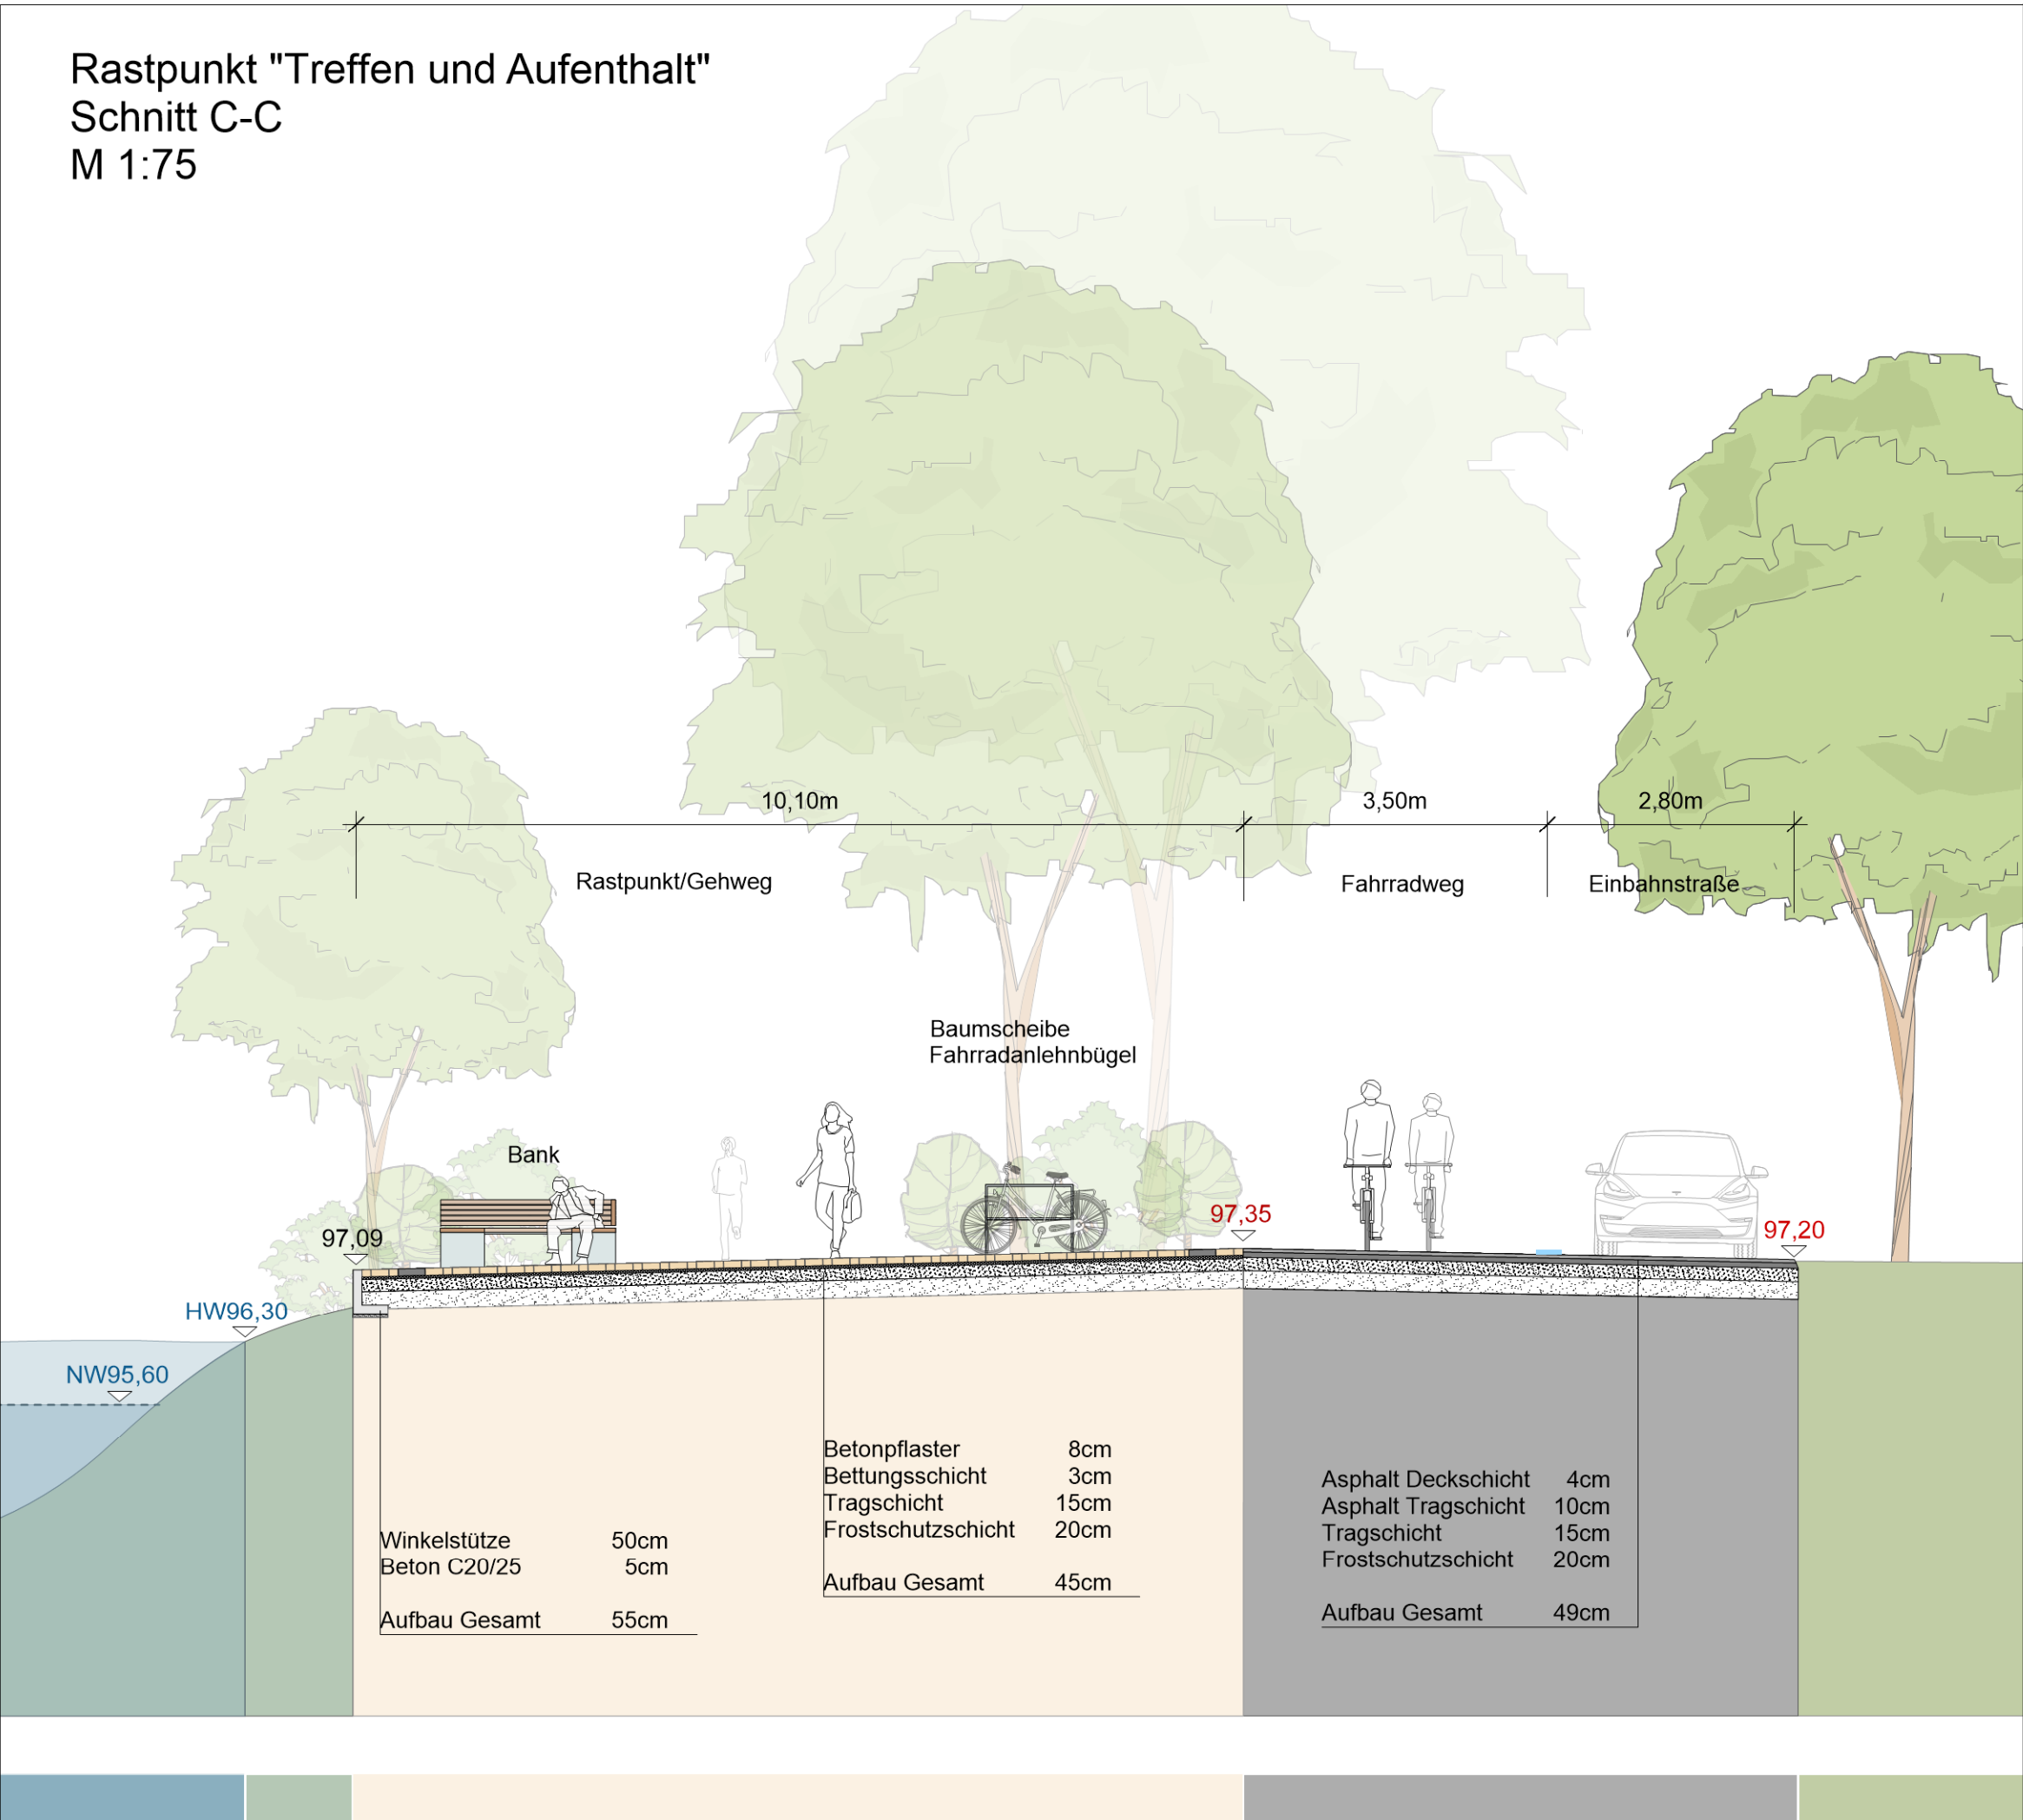 Rastpunkt "Treffen und Aufenthalt"
Schnitt C-C
M 1:75
10,10m
3,50m
2,80m
Rastpunkt/Gehweg
Fahrradweg
Einbahnstraße
Baumscheibe
Fahrradanlehnbügel
Bank
97,09
97,35
97,20
HW96,30
NW95,60
Winkelstütze 50cm
Beton C20/25 5cm
Aufbau Gesamt 55cm
Betonpflaster 8cm
Bettungsschicht 3cm
Tragschicht 15cm
Frostschutzschicht 20cm
Aufbau Gesamt 45cm
Asphalt Deckschicht 4cm
Asphalt Tragschicht 10cm
Tragschicht 15cm
Frostschutzschicht 20cm
Aufbau Gesamt 49cm